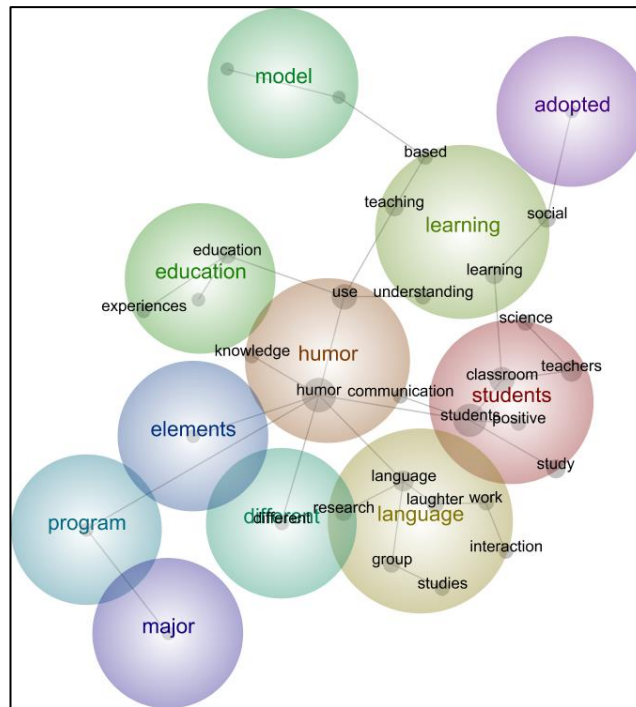 model
adopted
based
teaching
social
learning
education
learning
education
use
understanding
experiences
science
knowledge
humor
classroom
teachers
humor
communication
students
students
positive
elements
study
language
laughter
work
research
different
different
language
program
interaction
group
studies
major